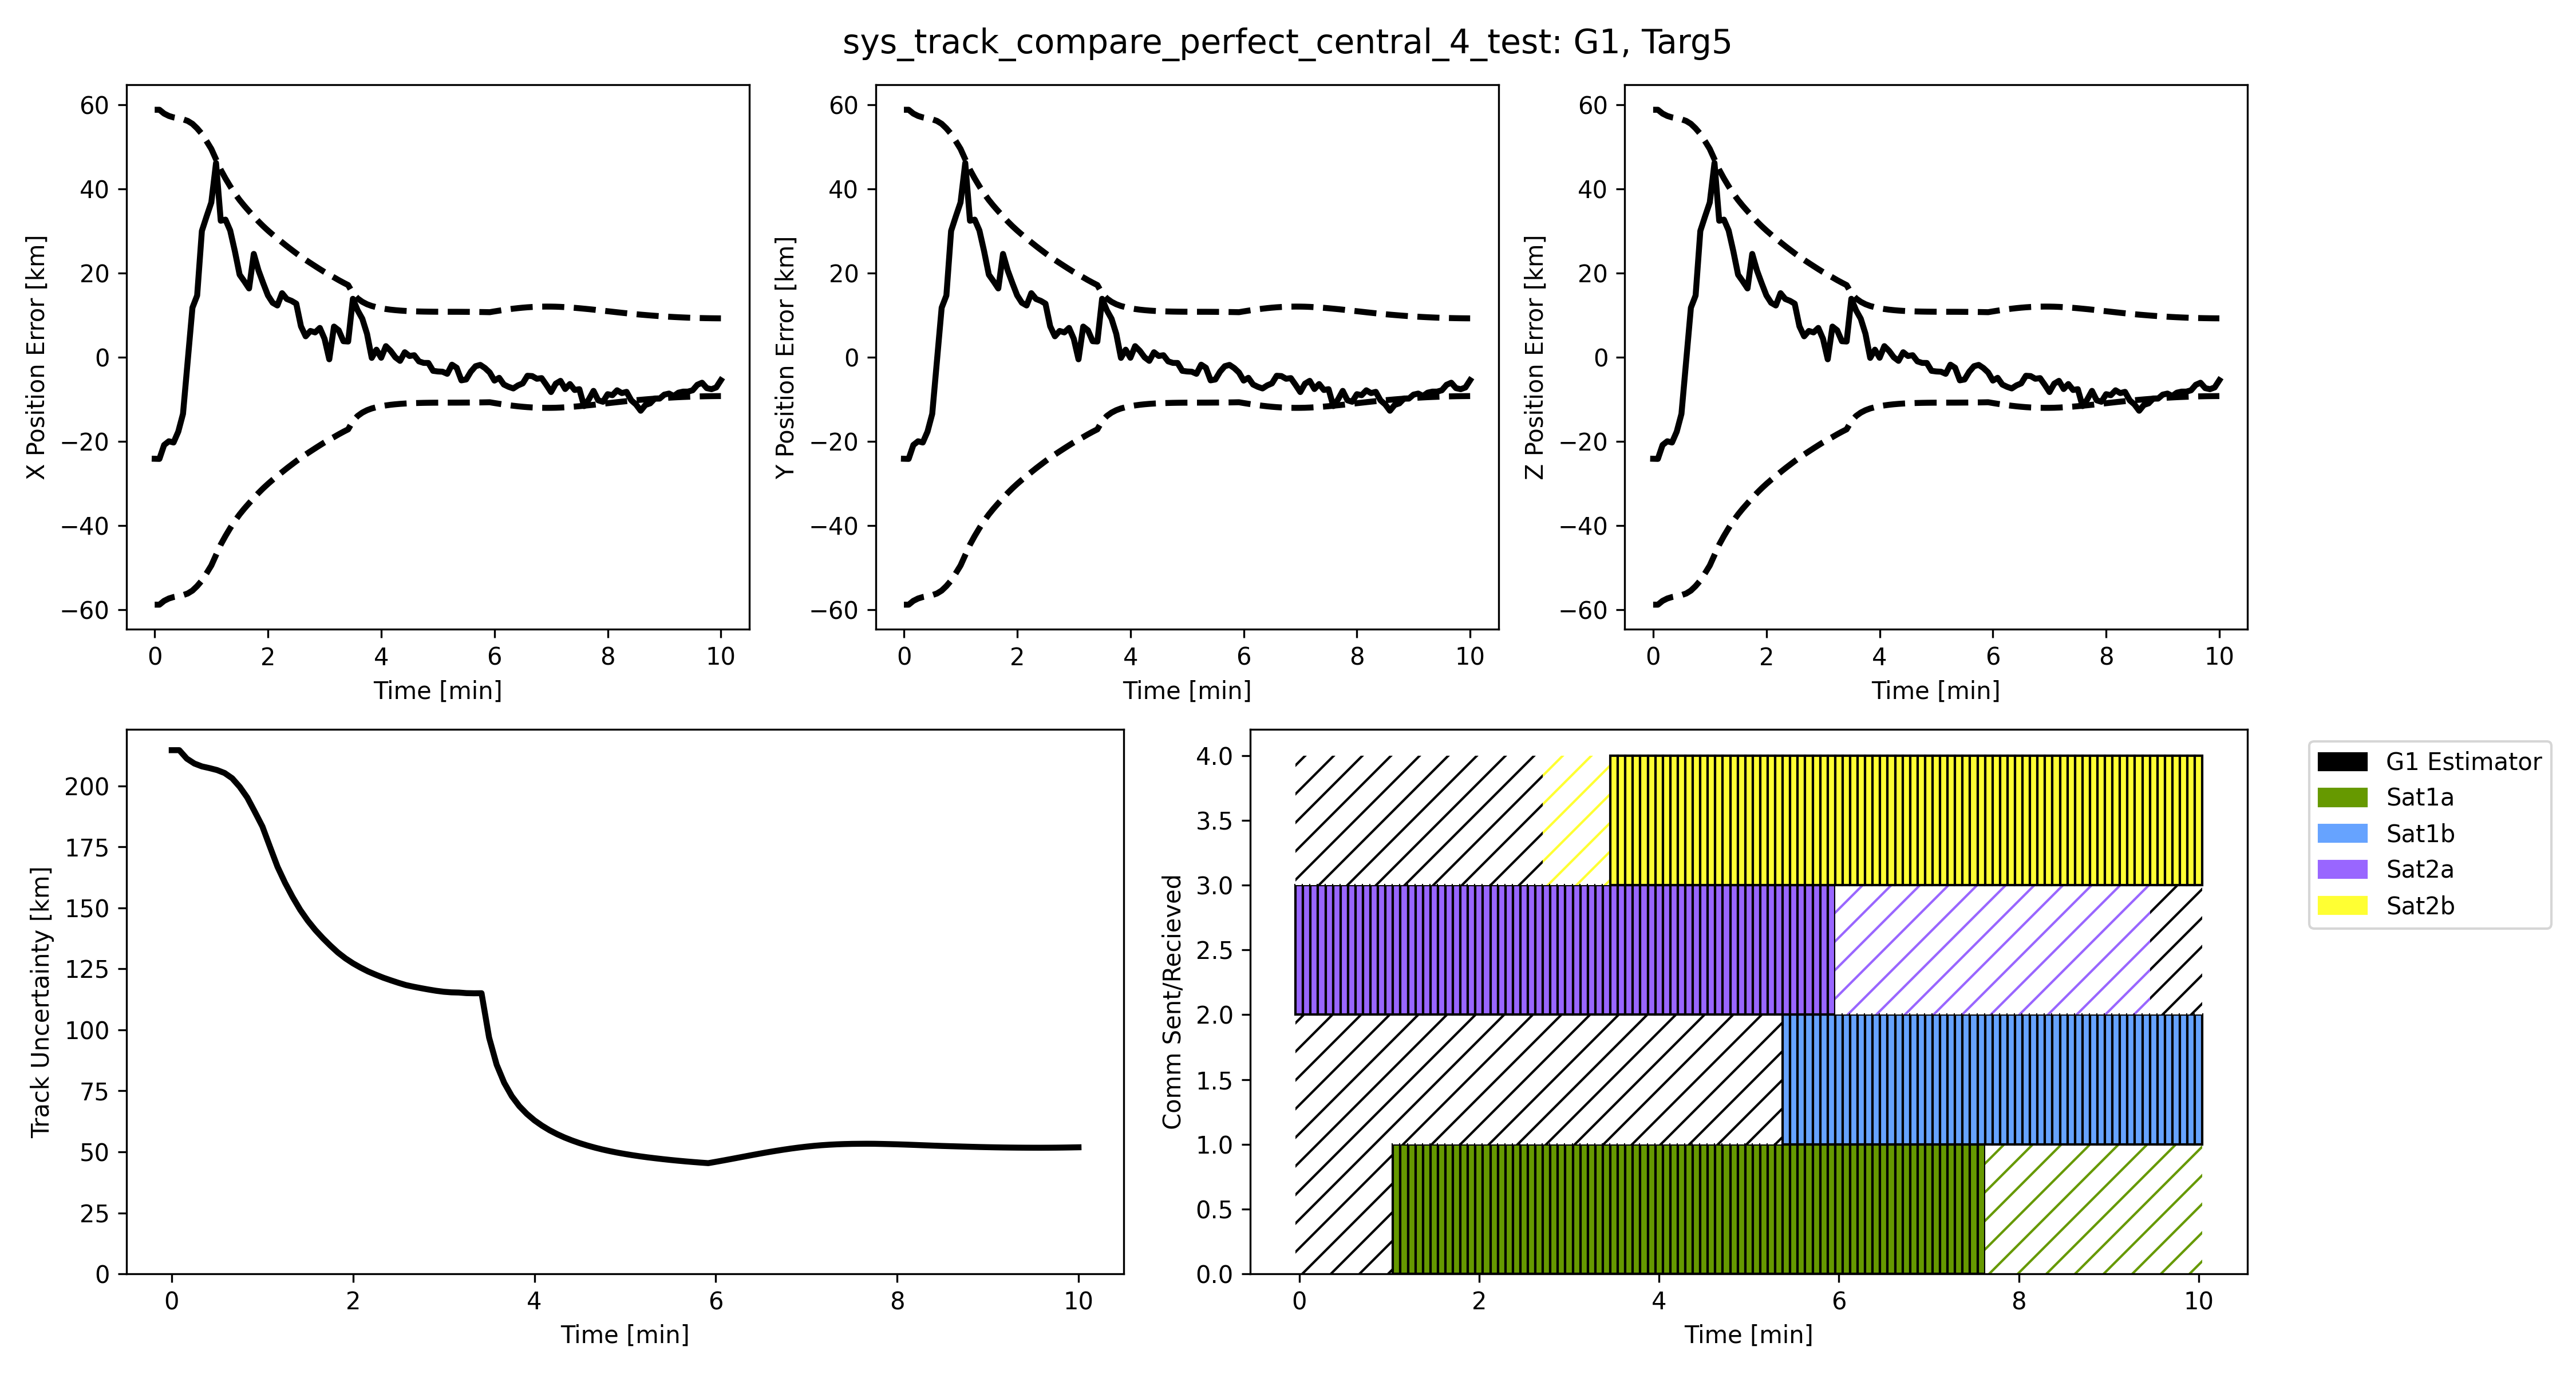 sys_track_compare_perfect_central_4_test: G1, Targ5
60
40
20
0
−20
−40
−60
X Position Error [km]
0 2 4 6 8 10
Time [min]
60
40
20
0
−20
−40
−60
Y Position Error [km]
0 2 4 6 8 10
Time [min]
60
40
20
0
−20
−40
−60
Z Position Error [km]
0 2 4 6 8 10
Time [min]
200
175
150
125
100
75
50
25
0
Track Uncertainty [km]
0 2 4 6 8 10
Time [min]
4.0
3.5
3.0
2.5
2.0
1.5
1.0
0.5
0.0
Comm Sent/Recieved
0 2 4 6 8 10
Time [min]
G1 Estimator
Sat1a
Sat1b
Sat2a
Sat2b